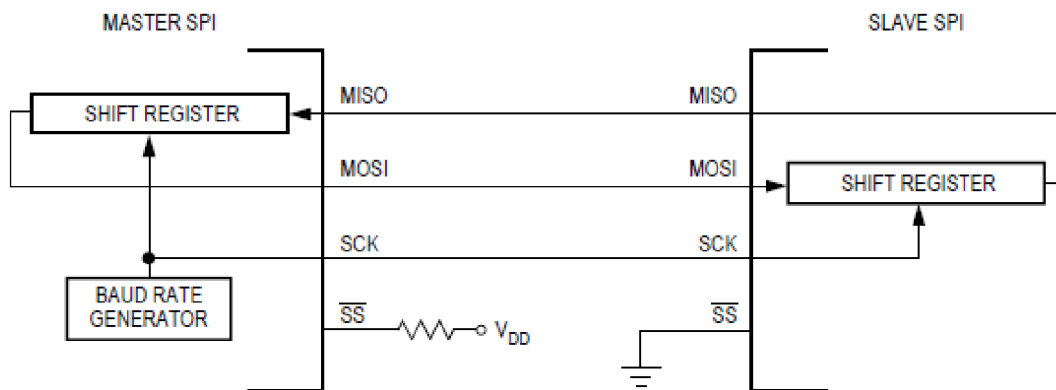 MASTER SPI
SLAVE SPI
MISO
MISO
SHIFT REGISTER
MOSI
MOSI
SHIFT REGISTER
SCK
SCK
BAUD RATE
GENERATOR
SS
V_DD
SS